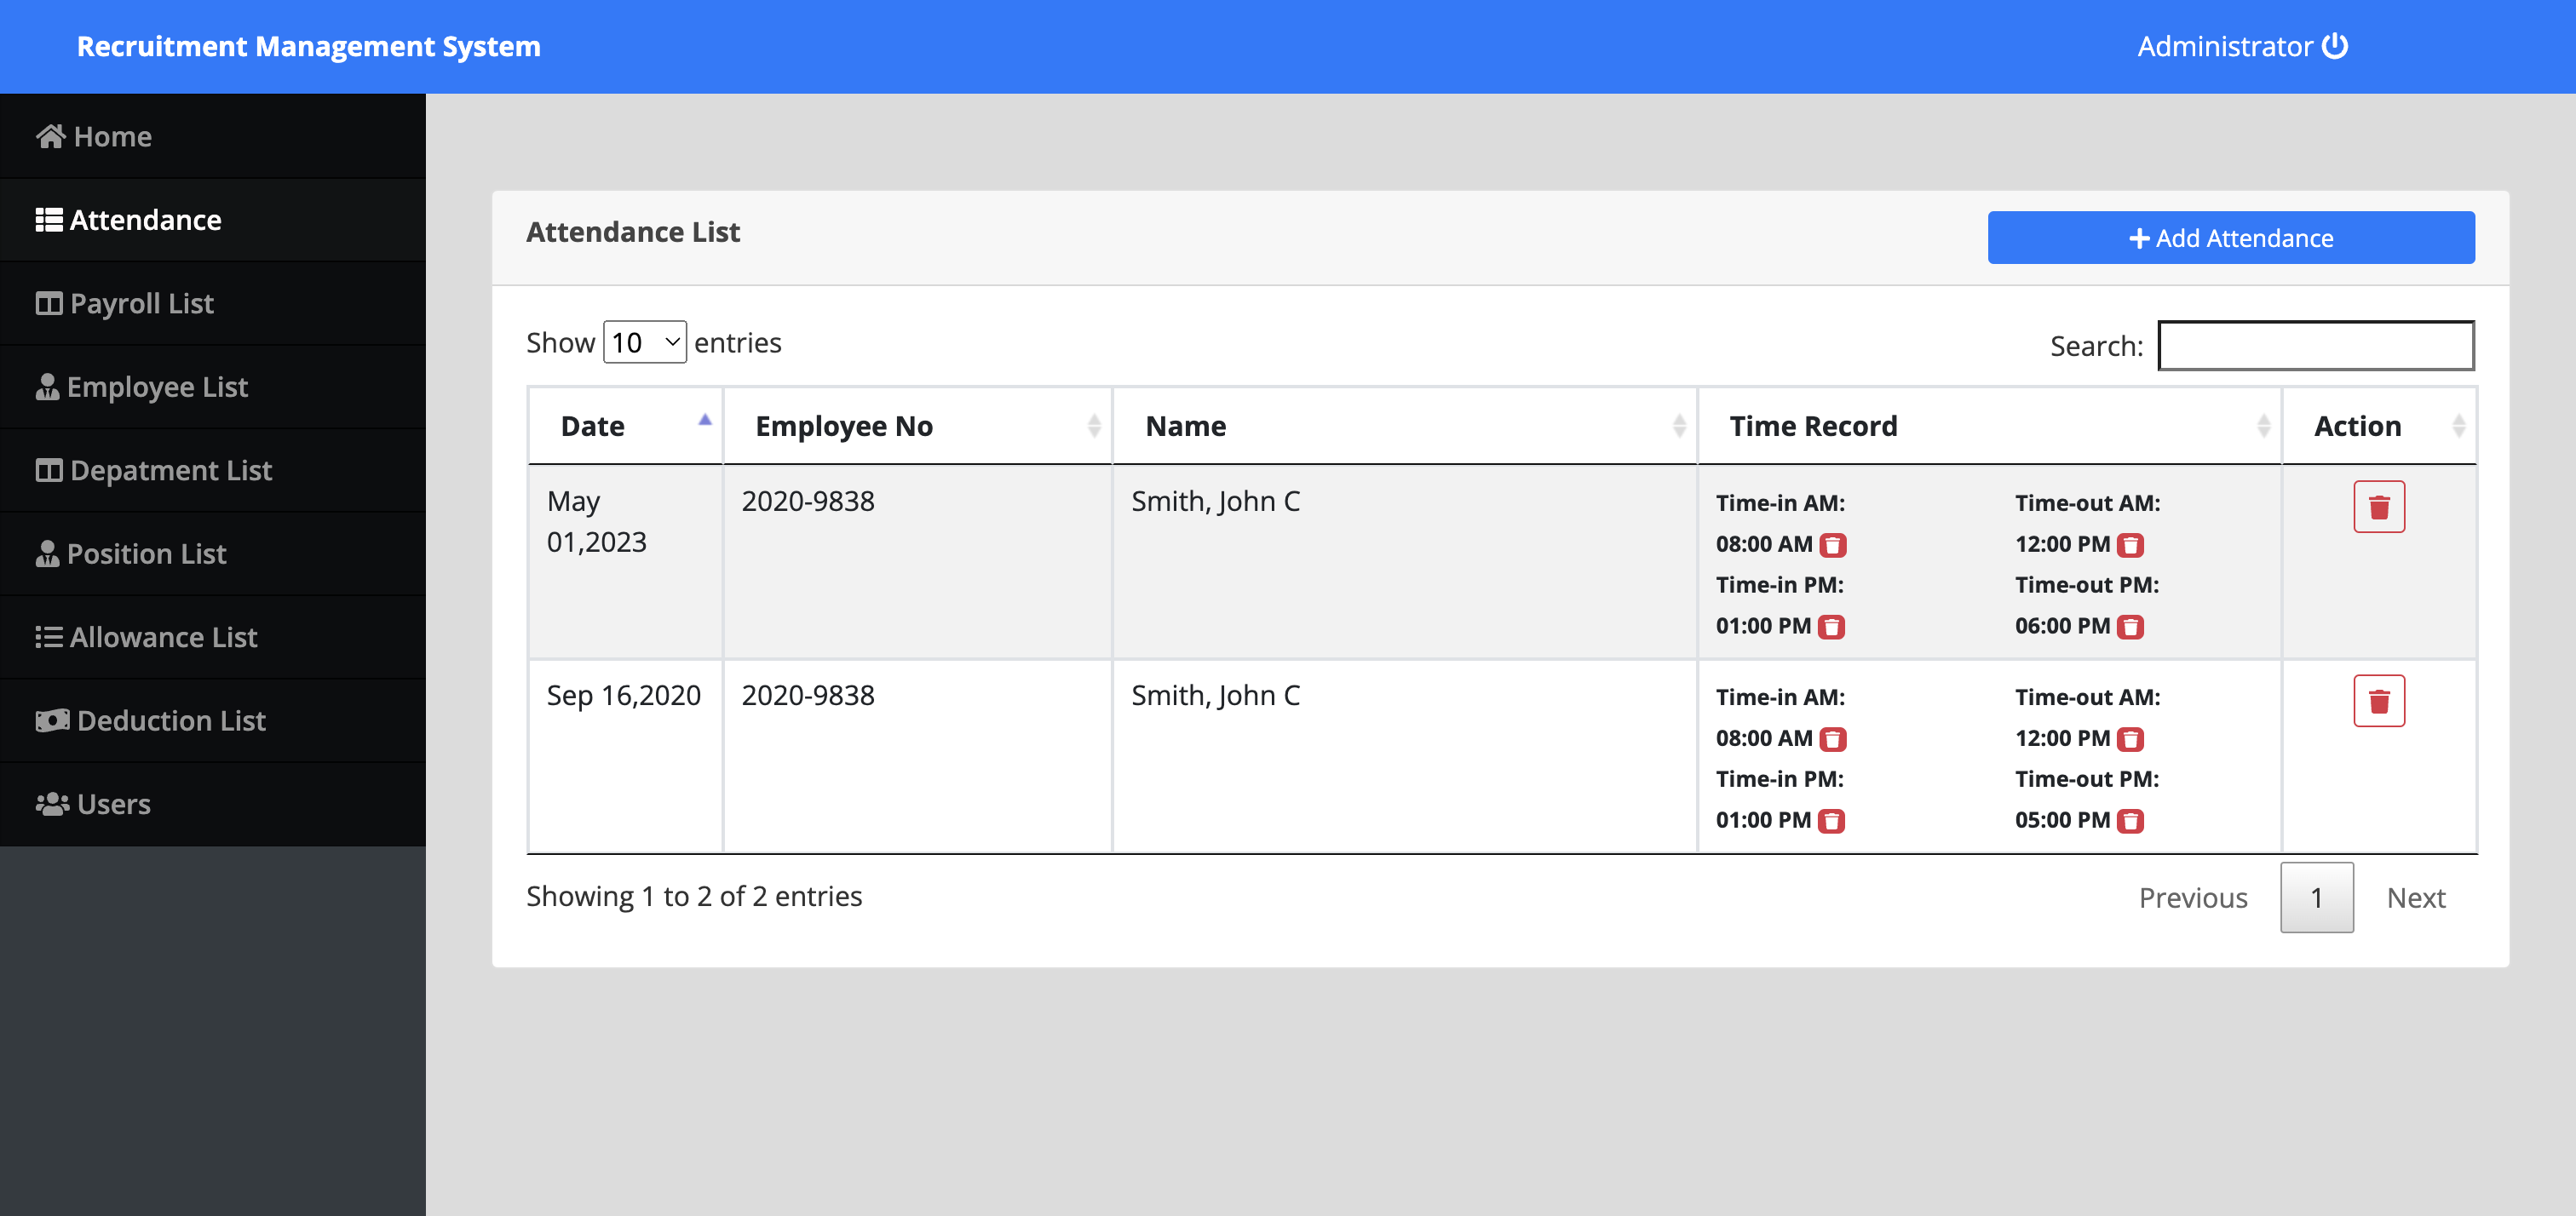 Recruitment Management System
Administrator
Home
Attendance
Payroll List
Employee List
Depatment List
Position List
Allowance List
Deduction List
Users
Attendance List
Add Attendance
Show 10 entries
Search:
Date Employee No Name Time Record Action
May 01,2023
2020-9838
Smith, John C
Time-in AM: Time-out AM:
08:00 AM 12:00 PM
Time-in PM: Time-out PM:
01:00 PM 06:00 PM
Sep 16,2020
2020-9838
Smith, John C
Time-in AM: Time-out AM:
08:00 AM 12:00 PM
Time-in PM: Time-out PM:
01:00 PM 05:00 PM
Showing 1 to 2 of 2 entries
Previous 1 Next